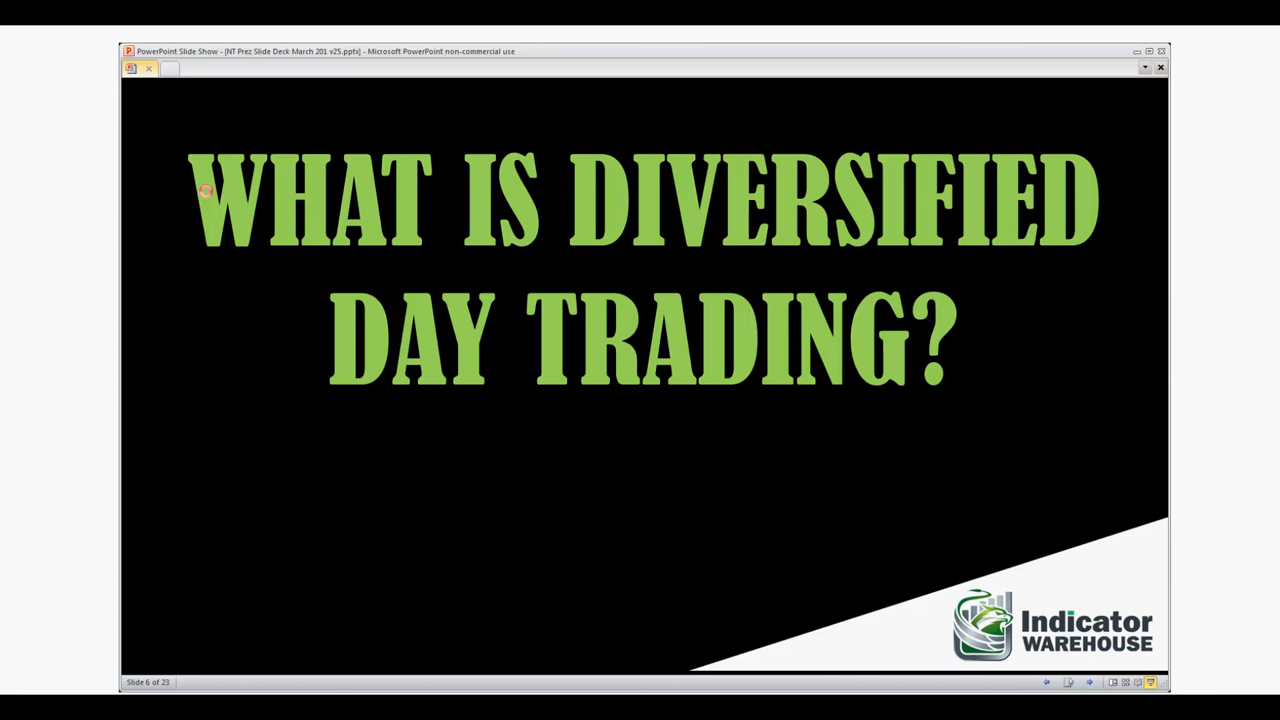 PowerPoint Slide Show - [NT Prez Slide Deck March 201 v25.pptx] - Microsoft PowerPoint non-commercial use
WHAT IS DIVERSIFIED
DAY TRADING?
Indicator
WAREHOUSE
Slide 6 of 23